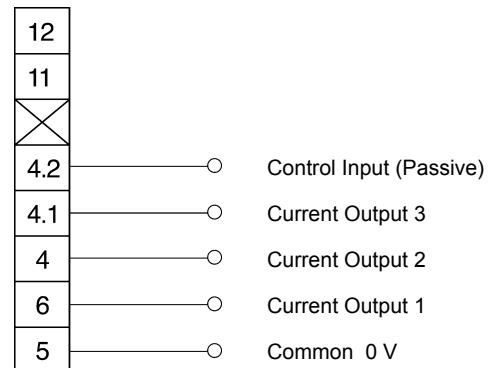 12
11
4.2 Control Input (Passive)
4.1 Current Output 3
4 Current Output 2
6 Current Output 1
5 Common 0 V